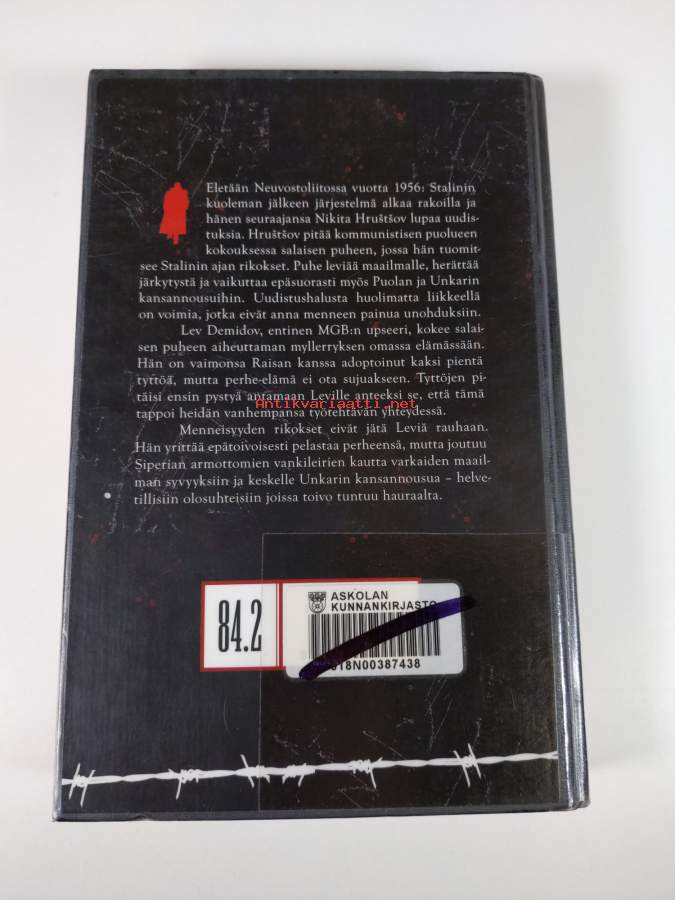 Eletään Neuvostoliitossa vuotta 1956: Stalinin
kuoleman jälkeen järjestelmä alkaa rakoilla ja
hänen seuraajansa Nikita Hruštšov lupaa uudis-
tuksia. Hruštšov pitää kommunistisen puolueen
kokouksessa salaisen puheen, jossa hän tuomit-
see Stalinin ajan rikokset. Puhe leviää maailmalle, herättää
järkytystä ja vaikuttaa epäsuorasti myös Puolan ja Unkarin
kansannousuihin. Uudistushalusta huolimatta liikkeellä
on voimia, jotka eivät anna menneen painua unohduksiin.
Lev Demidov, entinen MGB:n upseeri, kokee salai-
sen puheen aiheuttaman myllerryksen omassa elämässään.
Hän on vaimonsa Raisan kanssa adoptoinut kaksi pientä
tyttöä, mutta perhe-elämä ei ota sujuakseen. Tyttöjen pi-
täisi ensin pystyä antamaan Leville anteeksi se, että tämä
Antikvariaatti.net
tappoi heidän vanhempansa työtehtävän yhteydessä.
Menneisyyden rikokset eivät jätä Leviä rauhaan.
Hän yrittää epätoivoisesti pelastaa perheensä, mutta joutuu
Siperian armottomien vankileirien kautta varkaiden maail-
man syvyyksiin ja keskelle Unkarin kansannousua – helve-
tillisiin olosuhteisiin joissa toivo tuntuu hauraalta.
84.2
ASKOLAN
KUNNANKIRJASTO
18N00387438